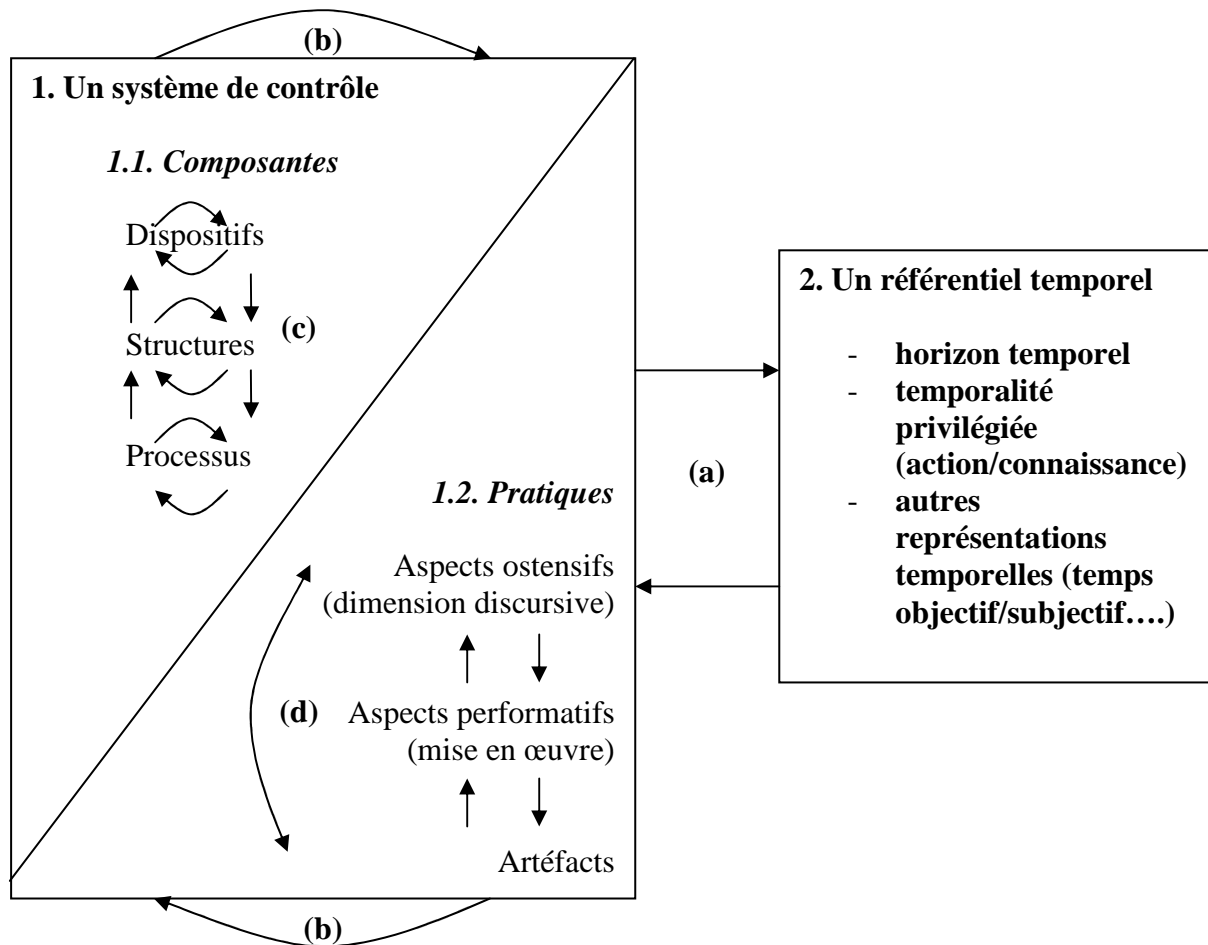 (b)
1. Un système de contrôle
1.1. Composantes
Dispositifs
Structures
(c)
Processus
1.2. Pratiques
Aspects ostensifs
(dimension discursive)
(d)
Aspects performatifs
(mise en œuvre)
Artéfacts
(b)
(a)
2. Un référentiel temporel
- horizon temporel
- temporalité
privilégiée
(action/connaissance)
- autres
représentations
temporelles (temps
objectif/subjectif….)